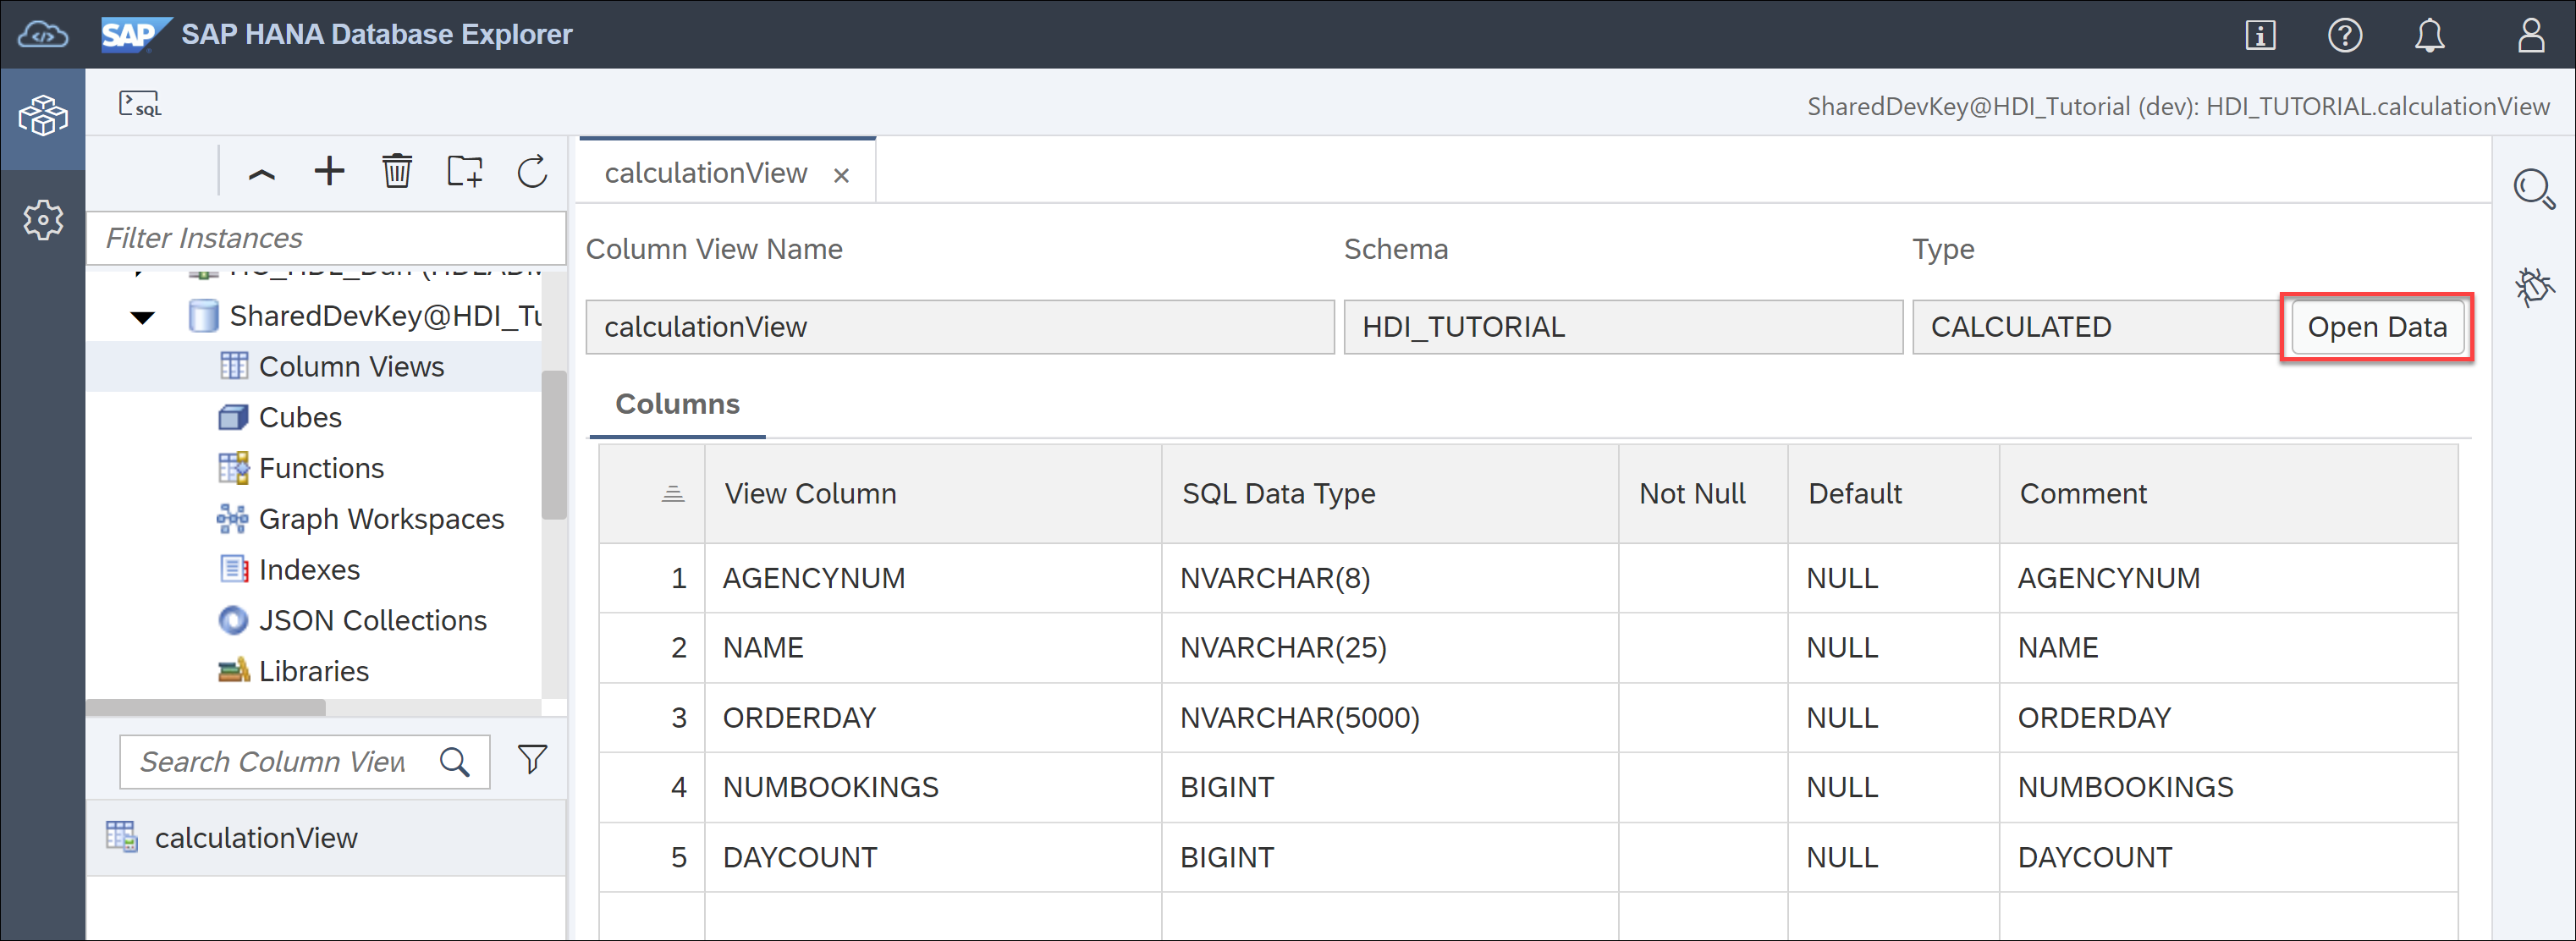 SAP SAP HANA Database Explorer
SQL
SharedDevKey@HDI_Tutorial (dev): HDI_TUTORIAL.calculationView
Filter Instances
SharedDevKey@HDI_Tu
Column Views
Cubes
Functions
Graph Workspaces
Indexes
JSON Collections
Libraries
Search Column View
calculationView
calculationView ×
Column View Name Schema Type
calculationView HDI_TUTORIAL CALCULATED Open Data
Columns
View Column SQL Data Type Not Null Default Comment
1 AGENCYNUM NVARCHAR(8) NULL AGENCYNUM
2 NAME NVARCHAR(25) NULL NAME
3 ORDERDAY NVARCHAR(5000) NULL ORDERDAY
4 NUMBOOKINGS BIGINT NULL NUMBOOKINGS
5 DAYCOUNT BIGINT NULL DAYCOUNT